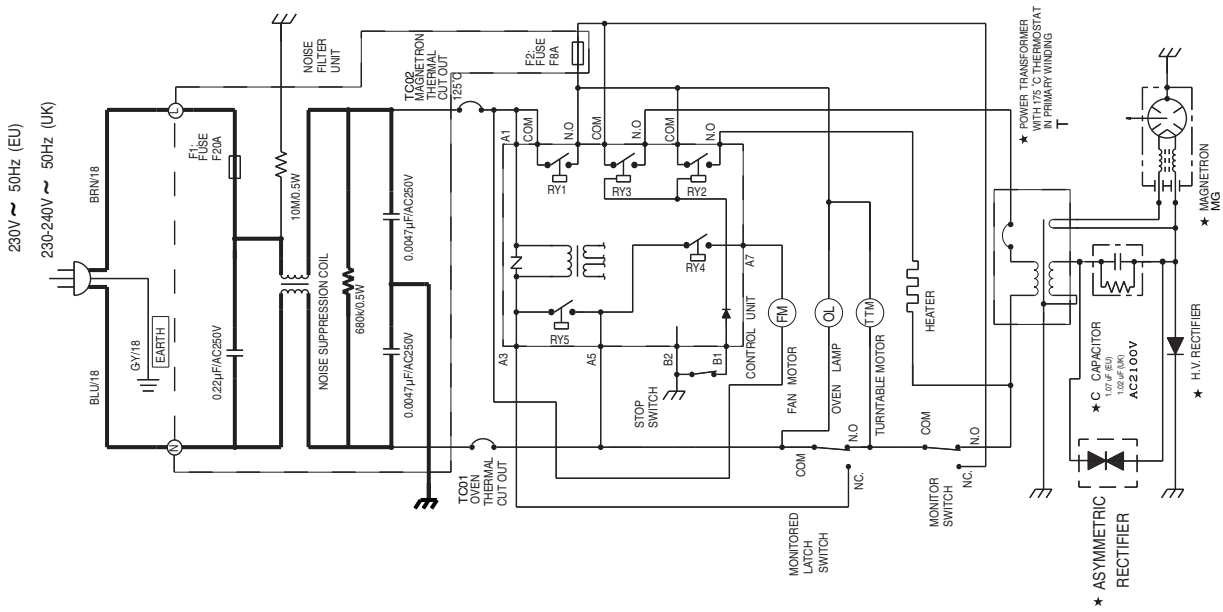 230V ~ 50Hz (EU)
230-240V ~ 50Hz (UK)
BRN/18
BLU/18
GY/18
EARTH
L
N
NOISE
FILTER
UNIT
F1:
FUSE
F20A
10M/0.5W
0.22µF/AC250V
NOISE SUPPRESSION COIL
680k/0.5W
0.0047µF/AC250V
0.0047µF/AC250V
TC02
MAGNETRON
THERMAL
CUT OUT
125°C
TC01
OVEN
THERMAL
CUT OUT
F2:
FUSE
F8A
A1
COM
N.O
COM
N.O
COM
N.O
RY1
RY3
RY2
RY4
RY5
A7
A3
A5
B2
B1
CONTROL UNIT
STOP
SWITCH
FM
FAN MOTOR
OL
OVEN LAMP
TTM
TURNTABLE MOTOR
HEATER
COM
N.O
NC.
MONITORED
LATCH
SWITCH
COM
N.O
NC.
MONITOR
SWITCH
★ POWER TRANSFORMER
WITH 175 °C THERMOSTAT
IN PRIMARY WINDING
T
★ MAGNETRON
MG
★ C CAPACITOR
1.07 uF (EU)
1.02 uF (UK)
AC2100V
★ H.V. RECTIFIER
★ ASYMMETRIC
RECTIFIER